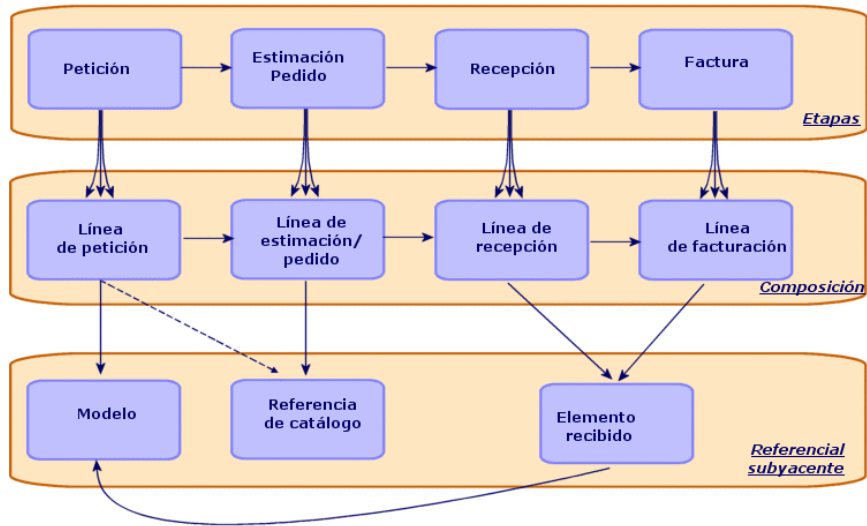 Petición
Estimación
Pedido
Recepción
Factura
Etapas
Línea
de petición
Línea de
estimación/
pedido
Línea de
recepción
Línea
de facturación
Composición
Modelo
Referencia
de catálogo
Elemento
recibido
Referencial
subyacente